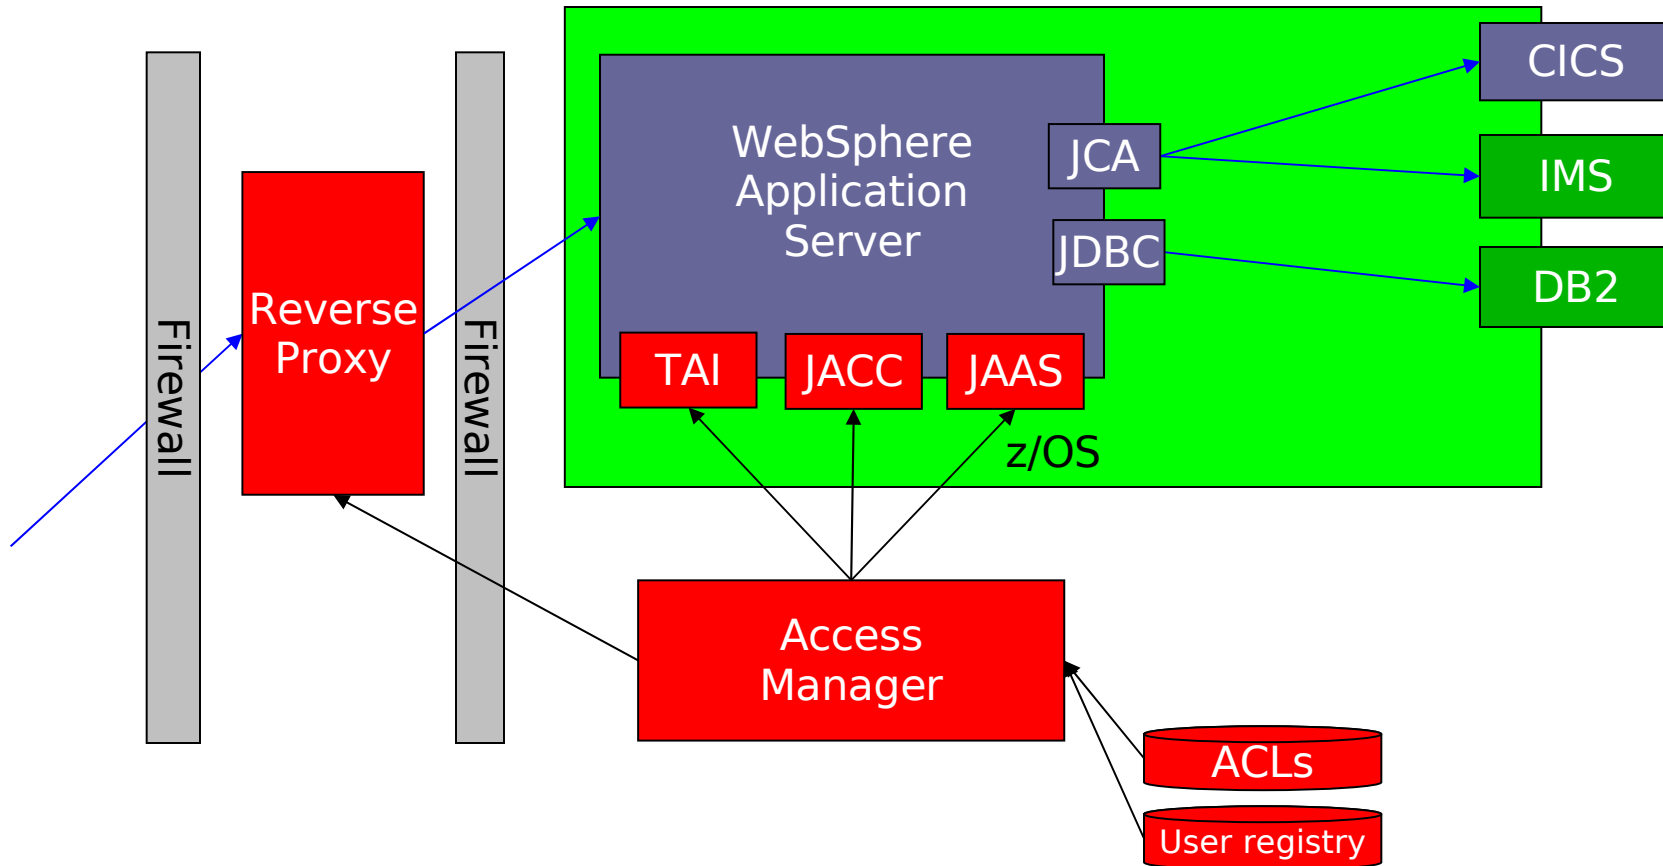 Firewall
Reverse
Proxy
Firewall
WebSphere
Application
Server
JCA
JDBC
TAI
JACC
JAAS
z/OS
CICS
IMS
DB2
Access
Manager
ACLs
User registry